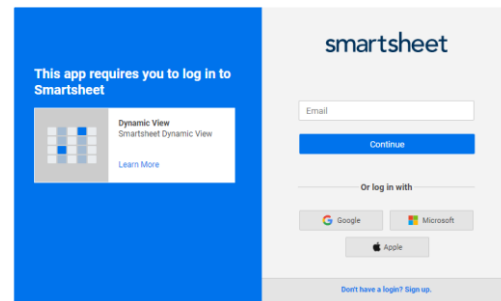 This app requires you to log in to
Smartsheet
Dynamic View
Smartsheet Dynamic View
Learn More
smartsheet
Email
Continue
Or log in with
Google
Microsoft
Apple
Don't have a login? Sign up.